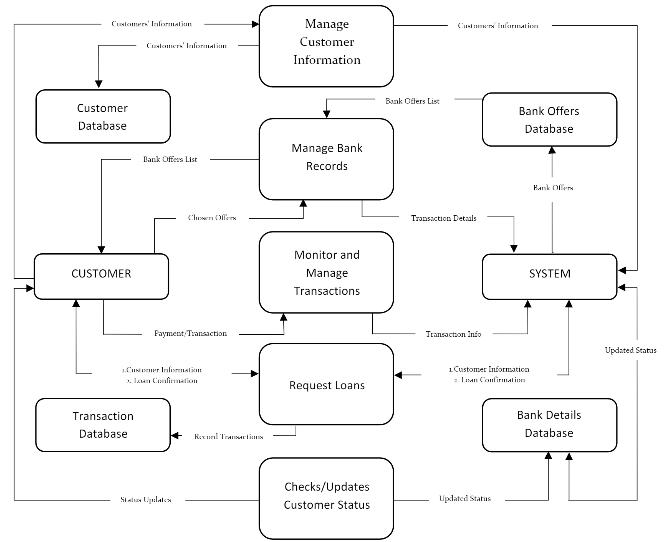 Manage
Customer
Information
Customers' Information
Customers' Information
Customers' Information
Customer
Database
Bank Offers List
Bank Offers
Database
Manage Bank
Records
Bank Offers List
Bank Offers
Chosen Offers
Transaction Details
CUSTOMER
Monitor and
Manage
Transactions
SYSTEM
Payment/Transaction
Transaction Info
Updated Status
1.Customer Information
2. Loan Confirmation
Request Loans
1.Customer Information
2. Loan Confirmation
Transaction
Database
Record Transactions
Bank Details
Database
Checks/Updates
Customer Status
Status Updates
Updated Status